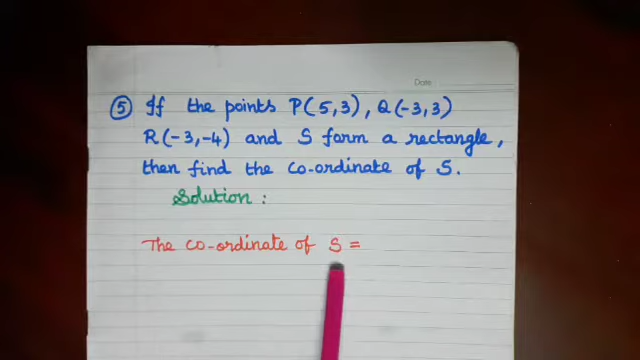 Date
⑤ If the points P(5,3), Q(-3,3)
R(-3,-4) and S form a rectangle,
then find the co-ordinate of S.
Solution:
The co-ordinate of S =